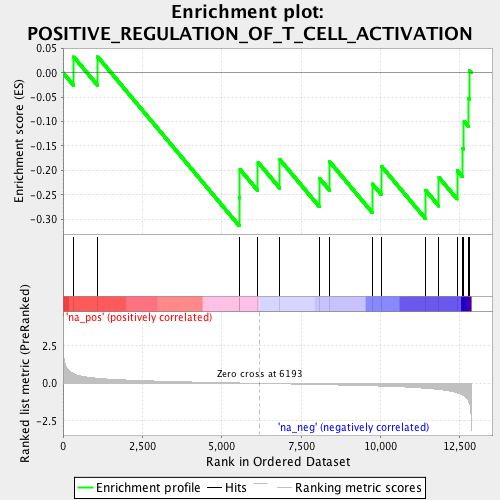 Enrichment plot:
POSITIVE_REGULATION_OF_T_CELL_ACTIVATION
Enrichment score (ES)
0.05
0.00
-0.05
-0.10
-0.15
-0.20
-0.25
-0.30
'na_pos' (positively correlated)
Ranked list metric (PreRanked)
2.5
0.0
-2.5
Zero cross at 6193
'na_neg' (negatively correlated)
0
2,500
5,000
7,500
10,000
12,500
Rank in Ordered Dataset
Enrichment profile
Hits
Ranking metric scores